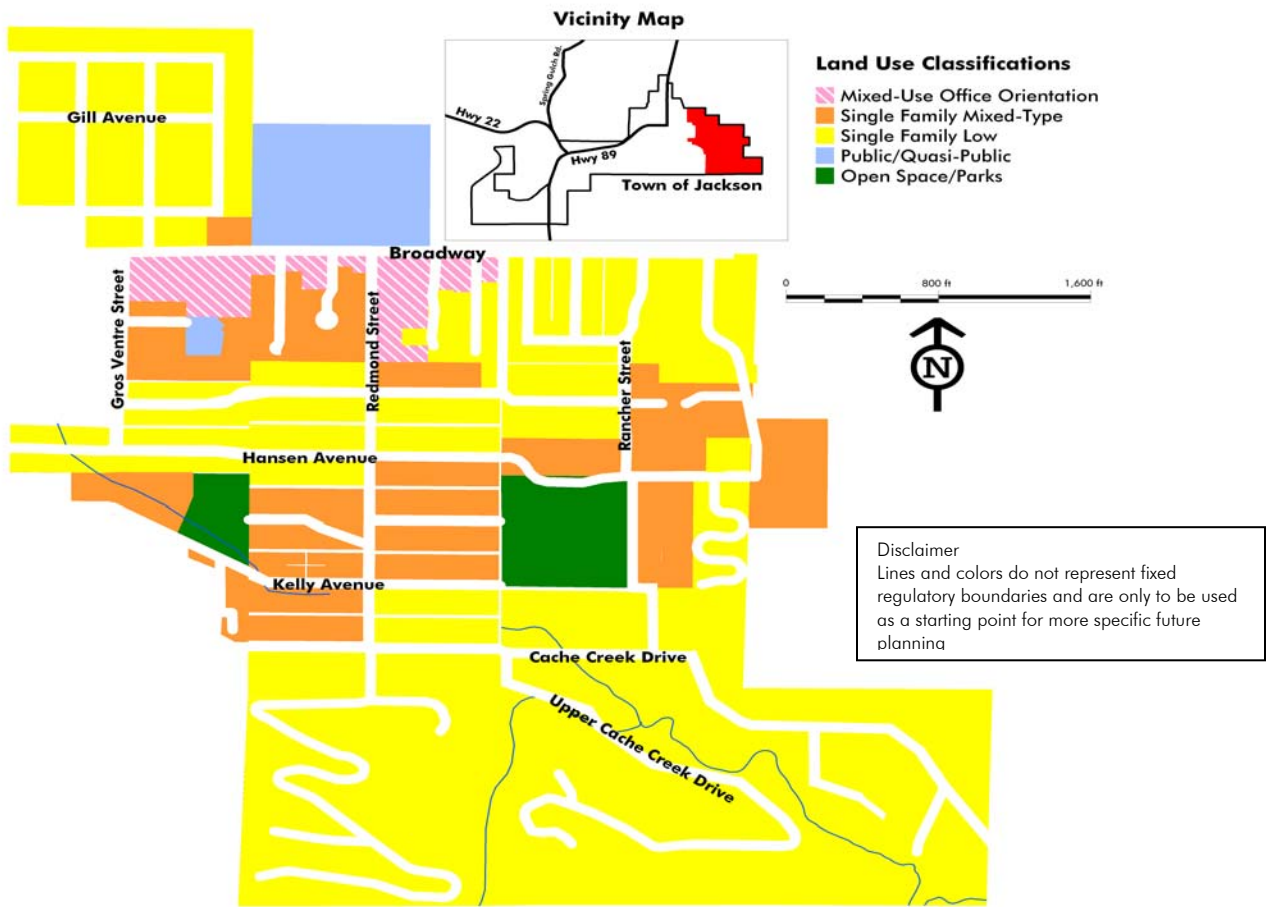 Vicinity Map
Spring Gulch Rd.
Hwy 22
Hwy 89
Town of Jackson
Land Use Classifications
Mixed-Use Office Orientation
Single Family Mixed-Type
Single Family Low
Public/Quasi-Public
Open Space/Parks
Gill Avenue
Broadway
0 800 ft 1,600 ft
N
Gros Ventre Street
Redmond Street
Rancher Street
Hansen Avenue
Kelly Avenue
Cache Creek Drive
Upper Cache Creek Drive
Disclaimer
Lines and colors do not represent fixed
regulatory boundaries and are only to be used
as a starting point for more specific future
planning